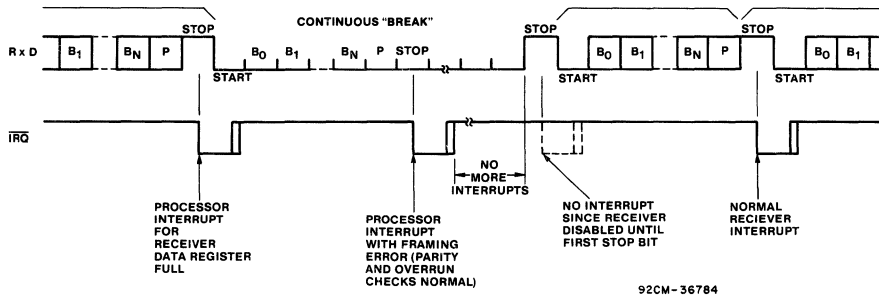 CONTINUOUS "BREAK"
STOP STOP STOP
R x D B1 BN P B0 B1 BN P STOP B0 B1 BN P B0 B1
START START START
IRQ
NO
MORE
INTERRUPTS
PROCESSOR
INTERRUPT
FOR
RECEIVER
DATA REGISTER
FULL
PROCESSOR
INTERRUPT
WITH FRAMING
ERROR (PARITY
AND OVERRUN
CHECKS NORMAL)
NO INTERRUPT
SINCE RECEIVER
DISABLED UNTIL
FIRST STOP BIT
NORMAL
RECIEVER
INTERRUPT
92CM-36784